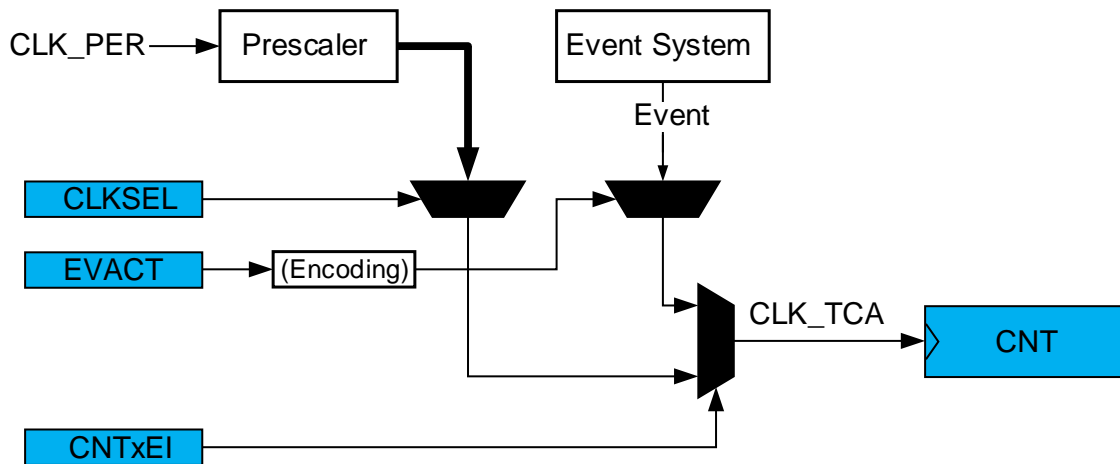 CLK_PER
Prescaler
Event System
Event
CLKSEL
EVACT
(Encoding)
CLK_TCA
CNT
CNTxEI